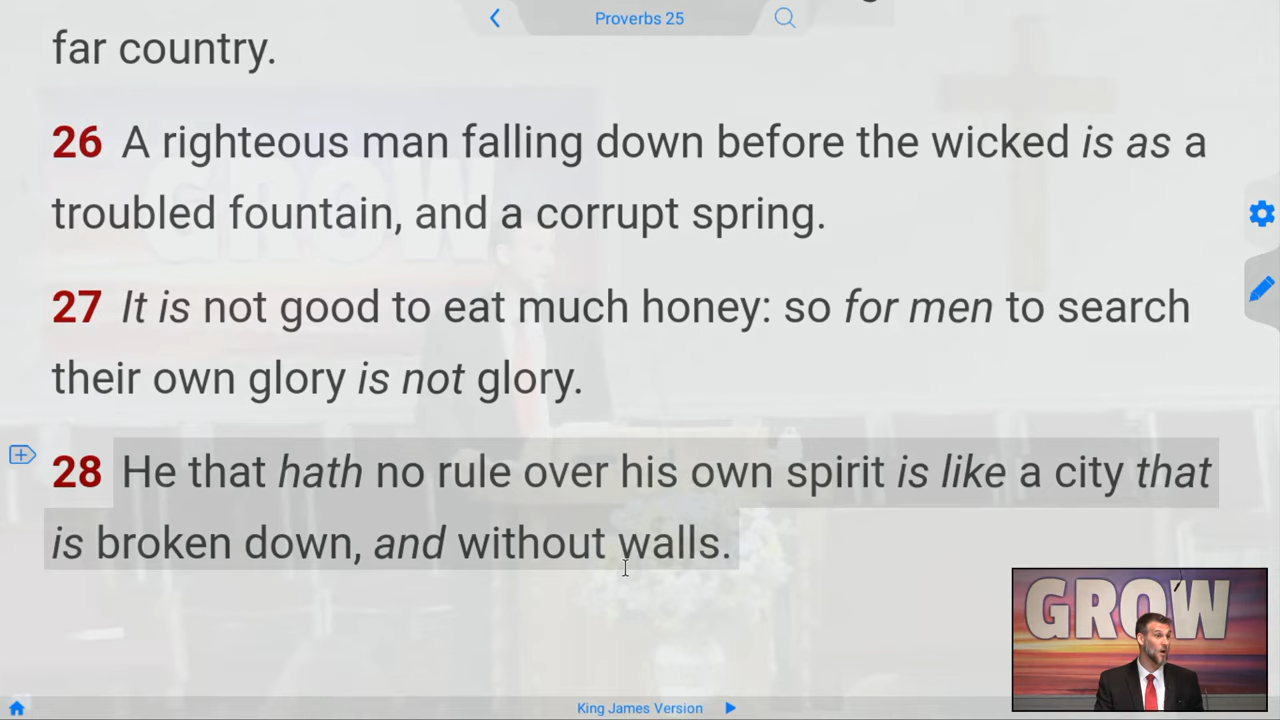 Proverbs 25
far country.
26 A righteous man falling down before the wicked is as a
troubled fountain, and a corrupt spring.
27 It is not good to eat much honey: so for men to search
their own glory is not glory.
28 He that hath no rule over his own spirit is like a city that
is broken down, and without walls.
GROW
GROW
King James Version